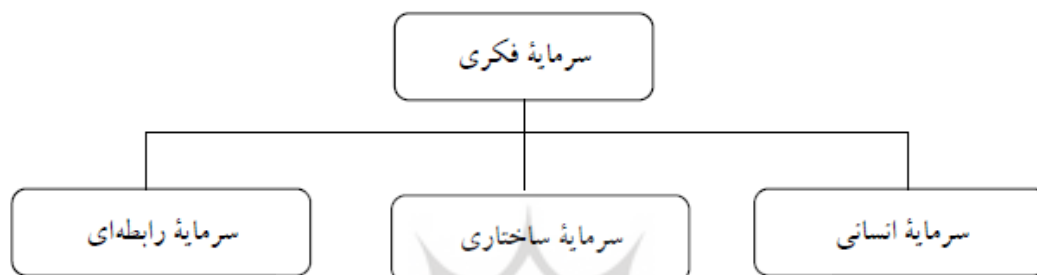 سرمایهٔ فکری
سرمایهٔ انسانی
سرمایهٔ ساختاری
سرمایهٔ رابطه‌ای